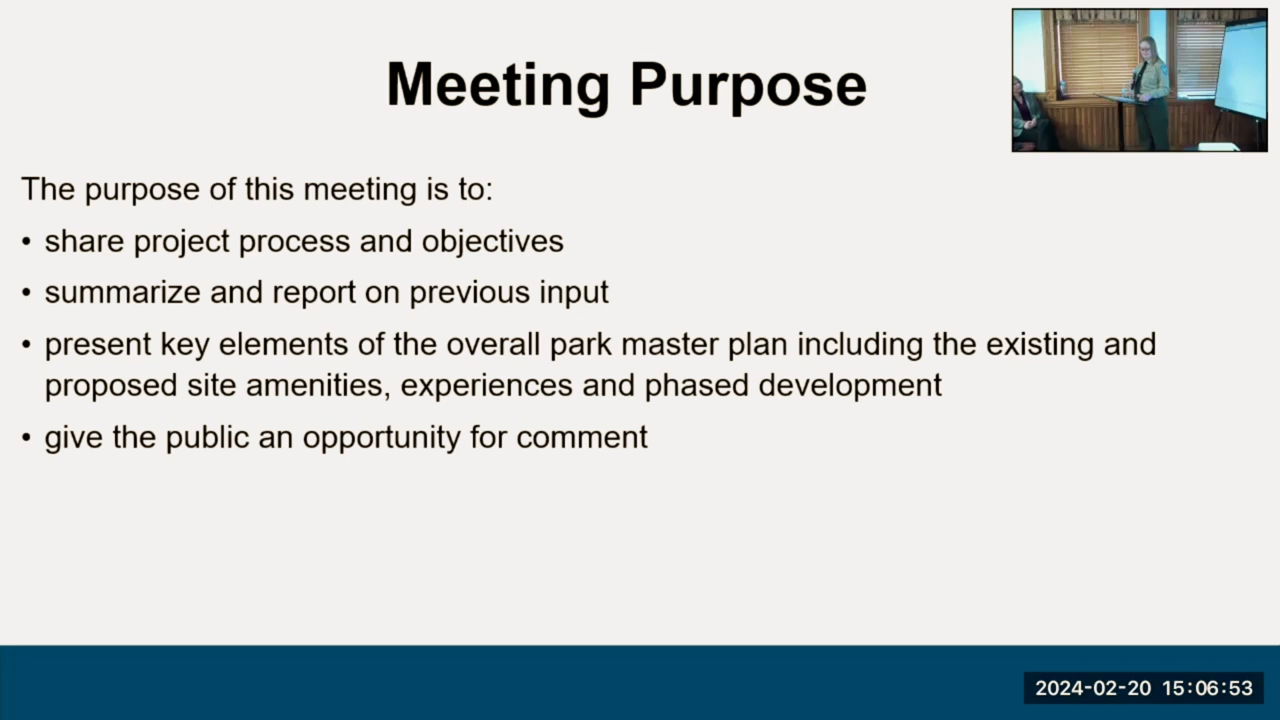 Meeting Purpose
The purpose of this meeting is to:
• share project process and objectives
• summarize and report on previous input
• present key elements of the overall park master plan including the existing and
proposed site amenities, experiences and phased development
• give the public an opportunity for comment
2024-02-20 15:06:53